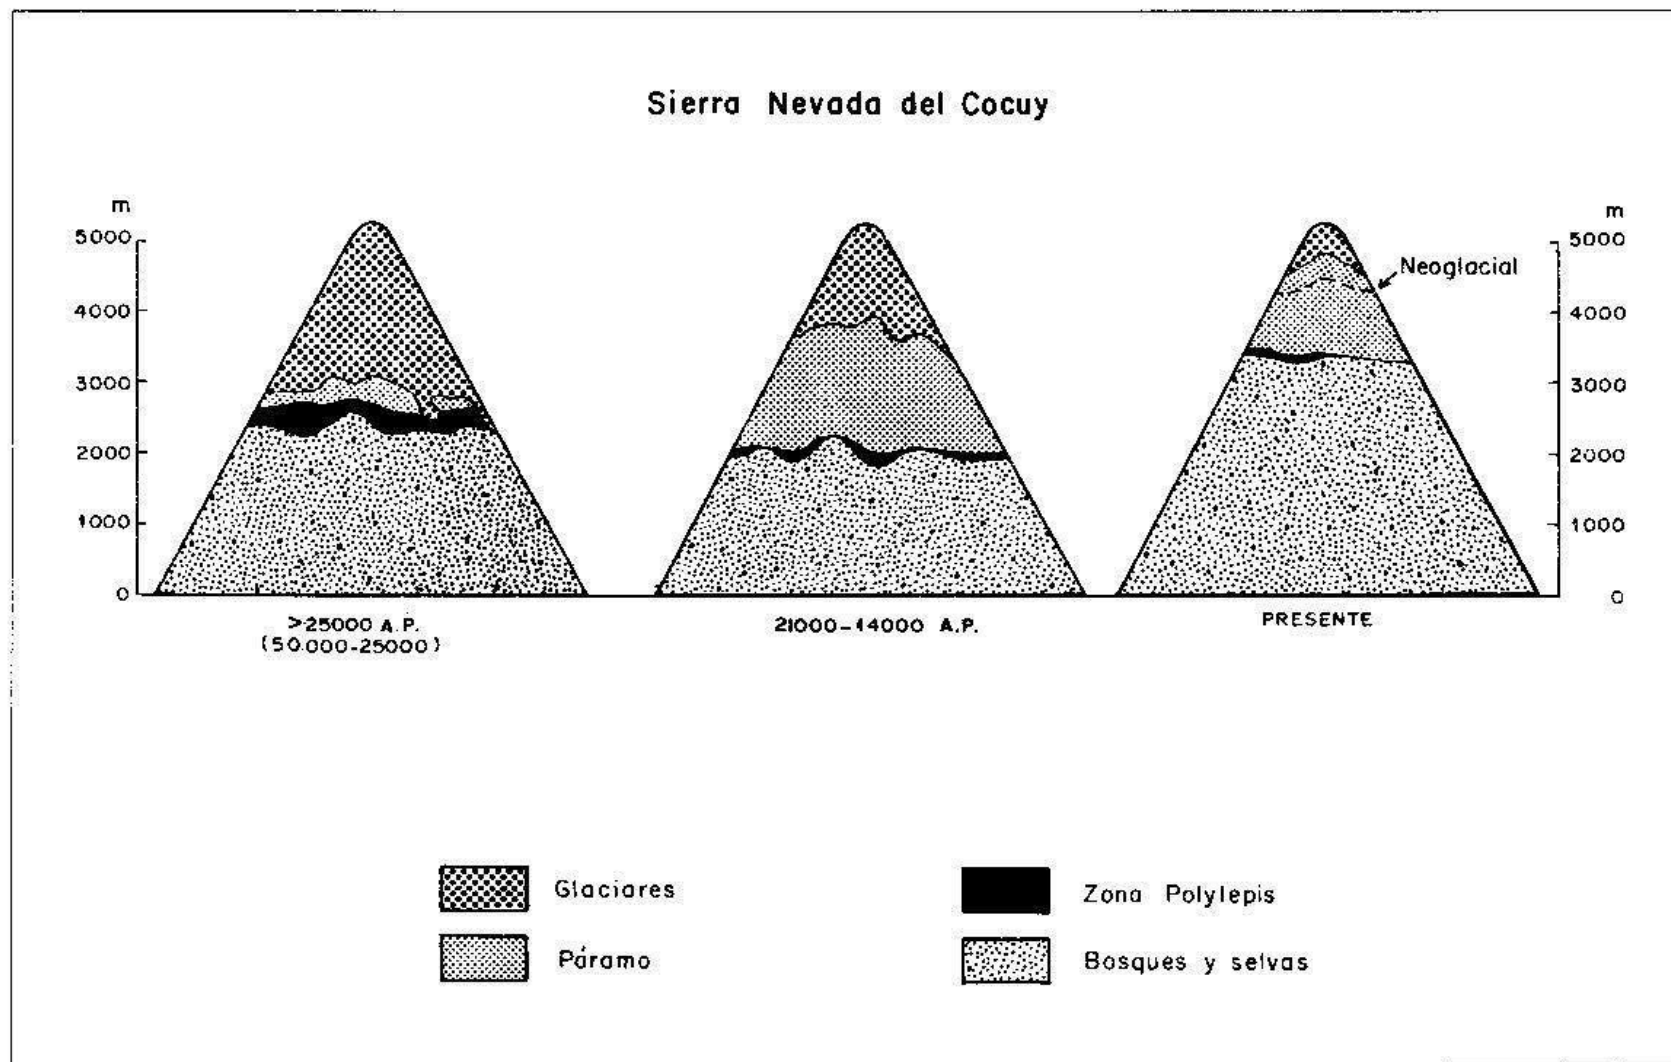 Sierra Nevada del Cocuy
m
5000
4000
3000
2000
1000
0
m
5000
4000
3000
2000
1000
0
Neoglacial
>25000 A.P.
(50.000-25000)
21000-14000 A.P.
PRESENTE
Glaciares
Páramo
Zona Polylepis
Bosques y selvas